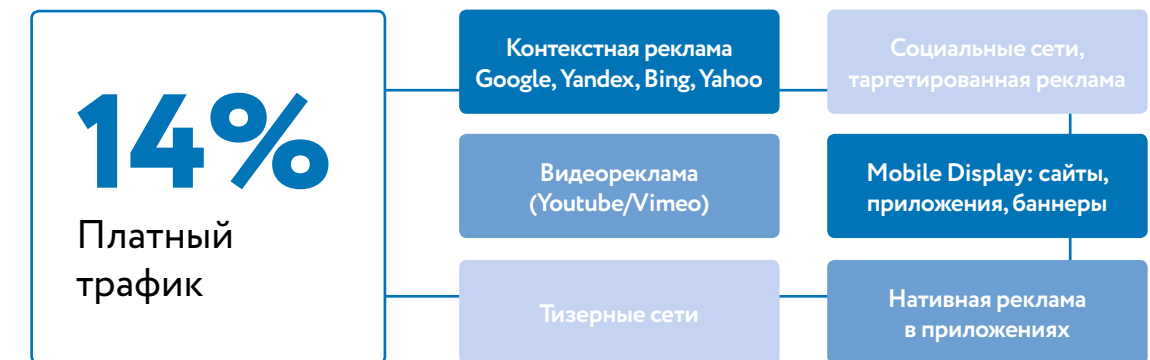 14%
Платный
трафик
Контекстная реклама
Google, Yandex, Bing, Yahoo
Социальные сети,
таргетированная реклама
Видеореклама
(Youtube/Vimeo)
Mobile Display: сайты,
приложения, баннеры
Тизерные сети
Нативная реклама
в приложениях